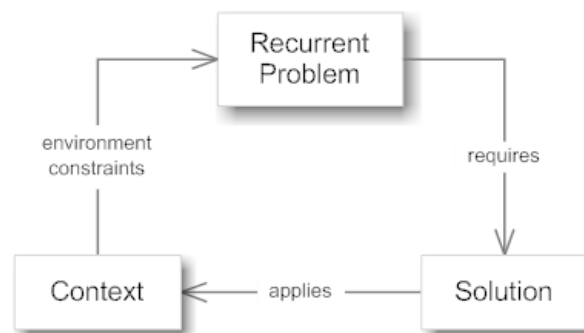 Recurrent
Problem
environment
constraints
requires
Context
applies
Solution